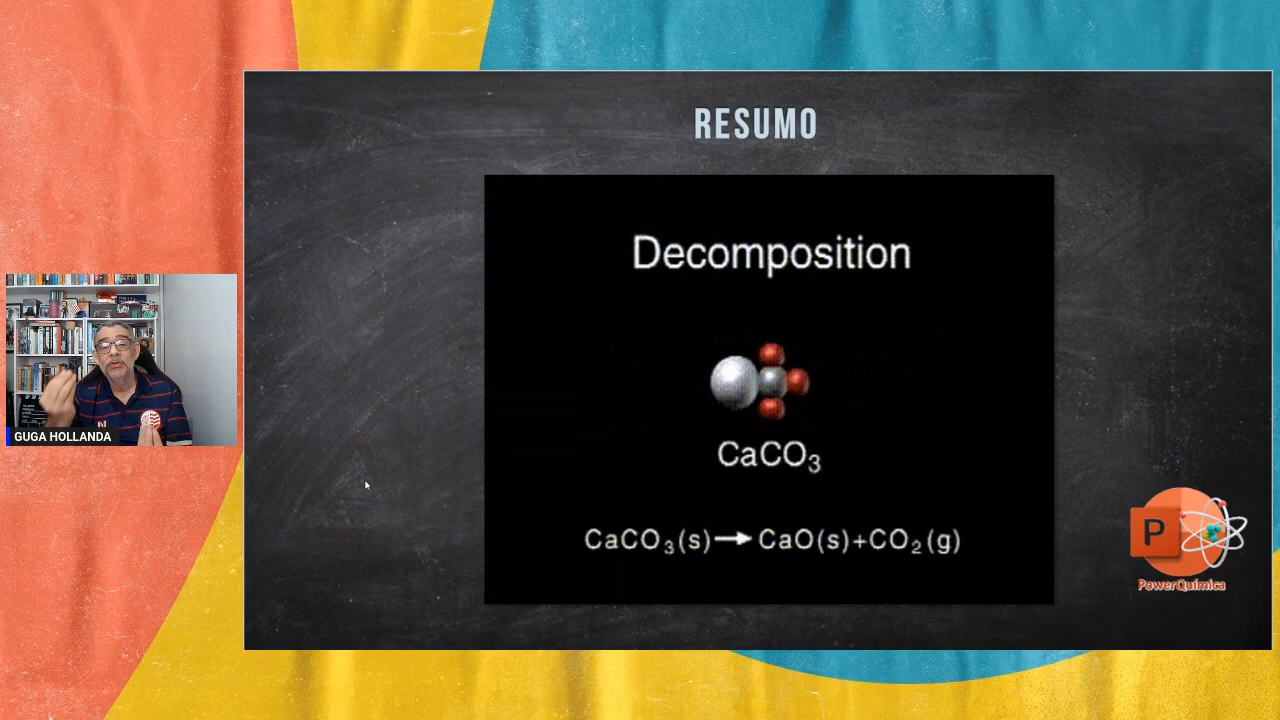 RESUMO
Decomposition
CaCO₃
CaCO₃(s)→CaO(s)+CO₂(g)
GUGA HOLLANDA
P
PowerQuímica